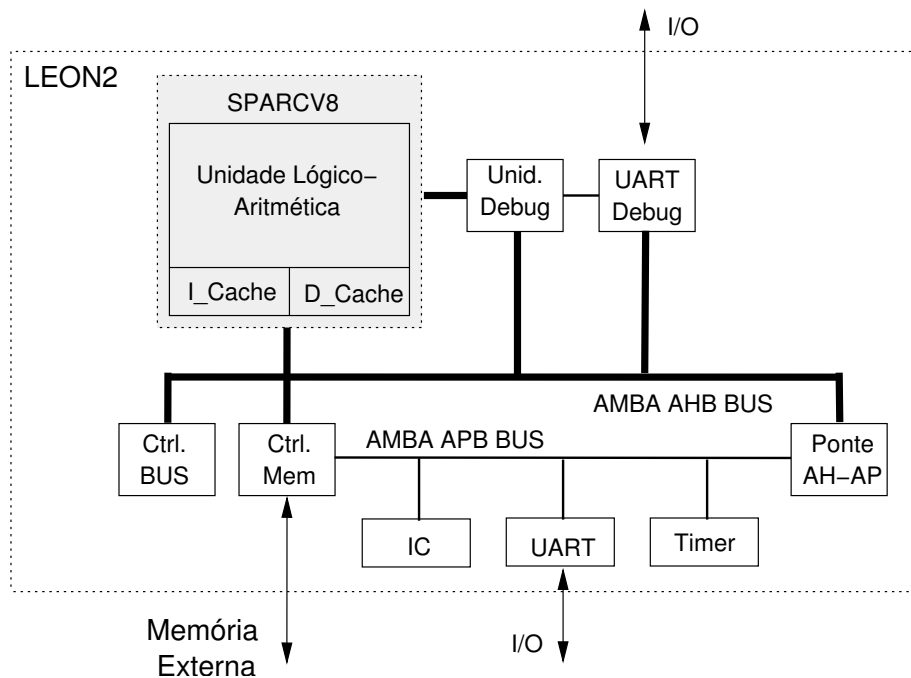 I/O
LEON2
SPARCV8
Unidade Lógico−
Aritmética
I_Cache
D_Cache
Unid.
Debug
UART
Debug
AMBA AHB BUS
Ctrl.
BUS
Ctrl.
Mem
AMBA APB BUS
Ponte
AH−AP
IC
UART
Timer
Memória
Externa
I/O